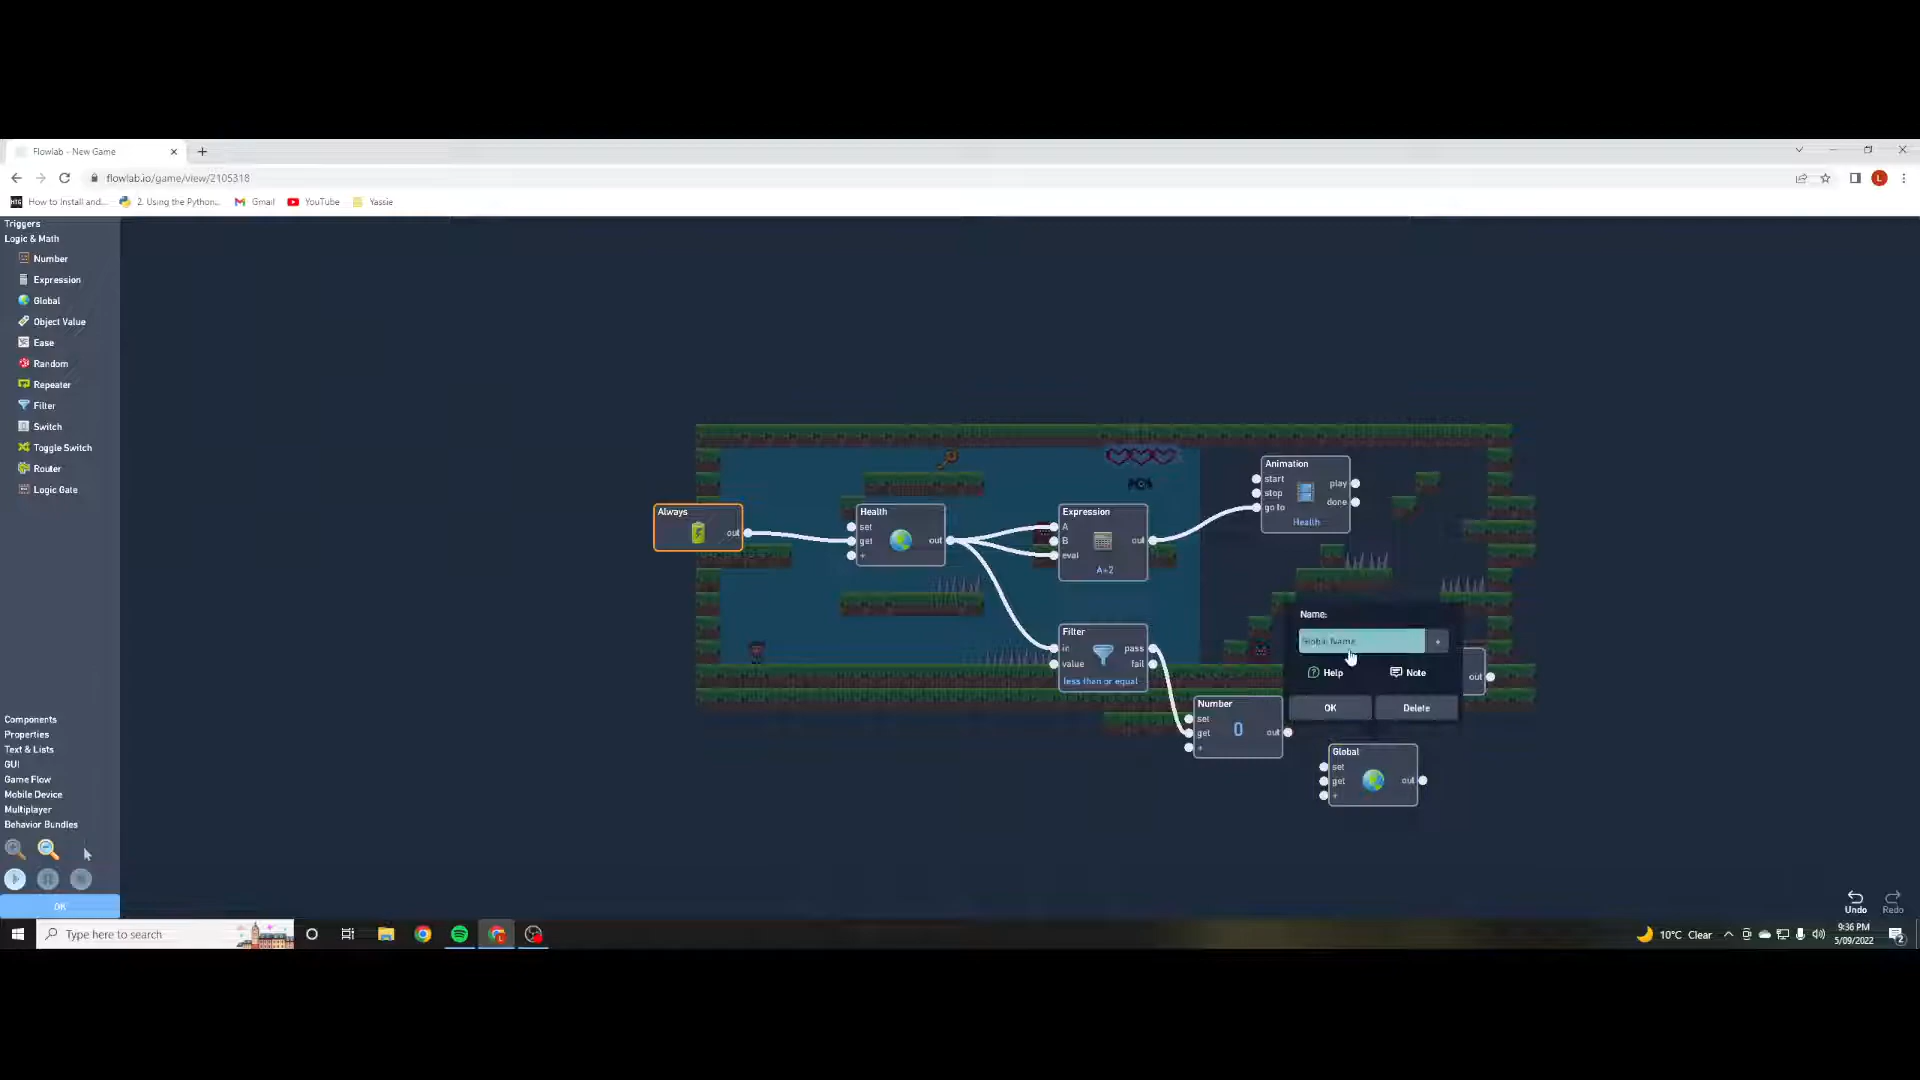 Flowlab - New Game
flowlab.io/game/view/2105318
How to Install and... 2. Using the Python... Gmail YouTube Yassie
Triggers
Logic & Math
Number
Expression
Global
Object Value
Ease
Random
Repeater
Filter
Switch
Toggle Switch
Router
Logic Gate
Components
Properties
Text & Lists
GUI
Game Flow
Mobile Device
Multiplayer
Behavior Bundles
OK
Always
out
Health
set
get
+
out
Expression
A
B
eval
out
A+2
Animation
start
stop
go to
play
done
Health
Filter
in
value
pass
fail
less than or equal
Number
set
get
+
0
out
Name:
Global Name
+
Help
Note
OK
Delete
out
Global
set
get
+
out
Undo
Redo
Type here to search
10°C Clear
9:36 PM
5/09/2022
2